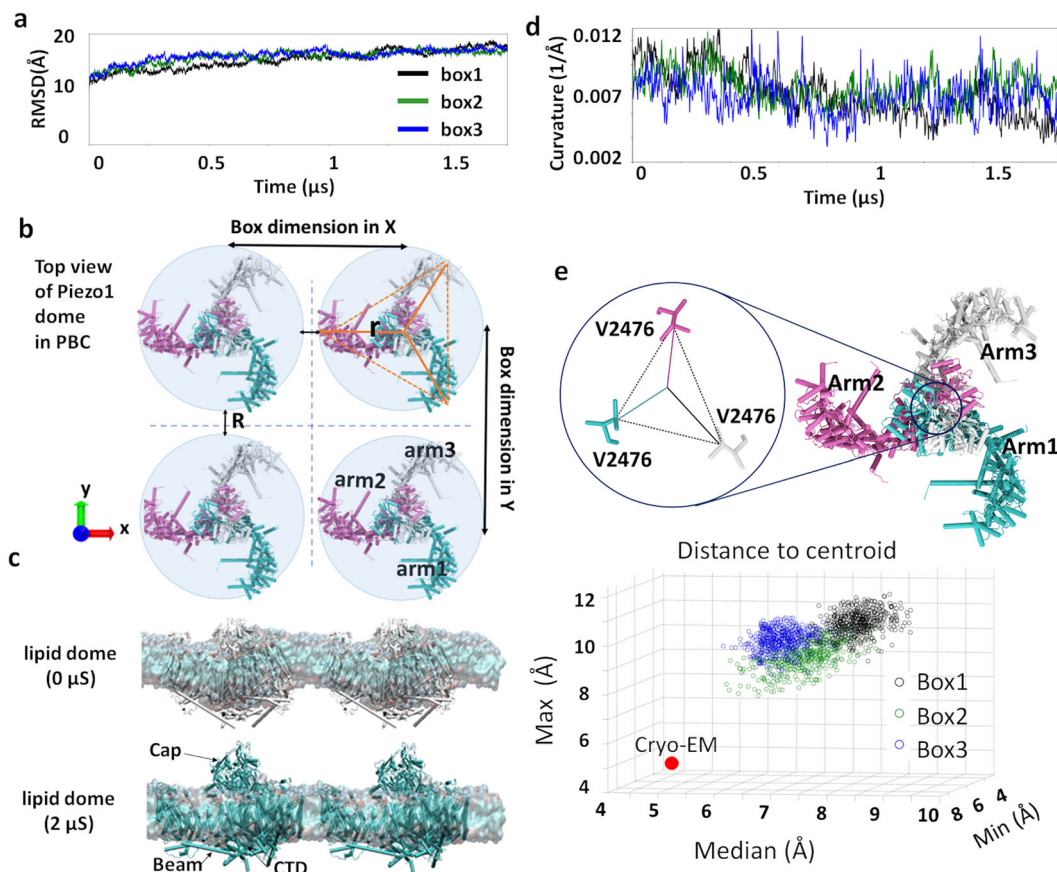 a
RMSD(Å)
20
10
0
box1
box2
box3
0
0.5
1
1.5
Time (µs)
d
Curvature (1/Å)
0.012
0.007
0.002
0
0.5
1
1.5
Time (µs)
b
Box dimension in X
Top view
of Piezo1
dome
in PBC
r
R
Box dimension in Y
arm3
arm2
arm1
y
x
c
lipid dome
(0 µS)
Cap
lipid dome
(2 µS)
Beam
CTD
e
V2476
V2476
V2476
Arm3
Arm2
Arm1
Distance to centroid
Max (Å)
12
10
8
6
4
Box1
Box2
Box3
Cryo-EM
4
5
6
7
8
9
10
8
6
4
Median (Å)
Min (Å)